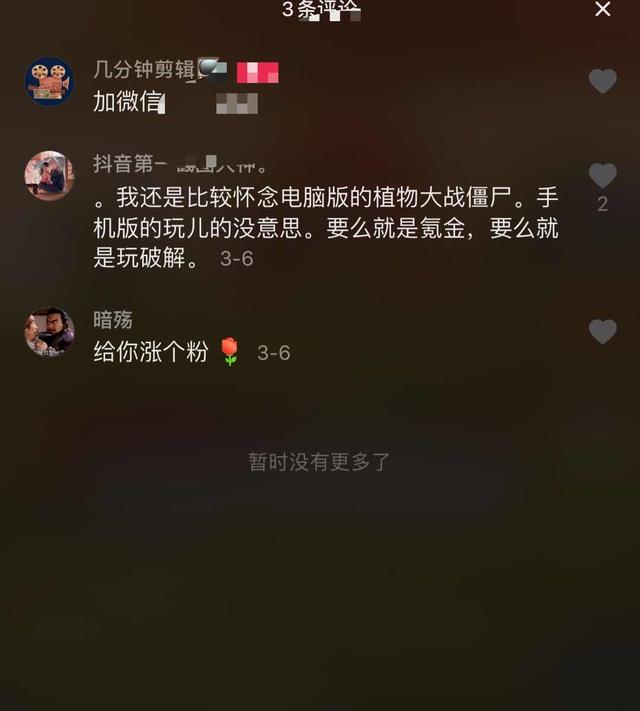 3条评论
几分钟剪辑
加微信
抖音第一
。我还是比较怀念电脑版的植物大战僵尸。手
机版的玩儿的没意思。要么就是氪金，要么就
是玩破解。 3-6
2
暗殇
给你涨个粉🌹 3-6
暂时没有更多了